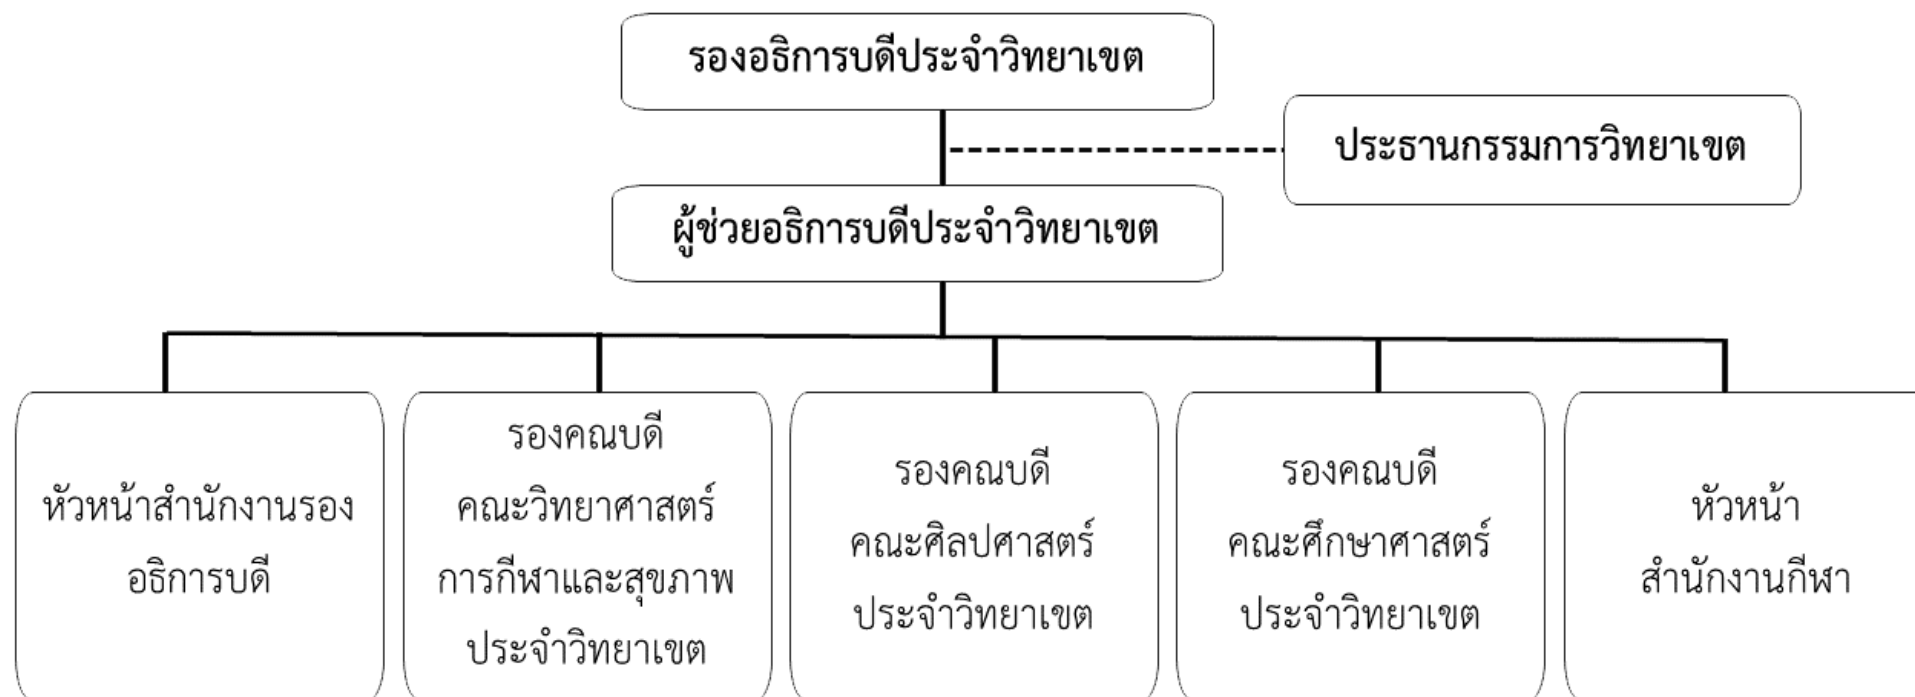 รองอธิการบดีประจำวิทยาเขต
ประธานกรรมการวิทยาเขต
ผู้ช่วยอธิการบดีประจำวิทยาเขต
หัวหน้าสำนักงานรอง
อธิการบดี
รองคณบดี
คณะวิทยาศาสตร์
การกีฬาและสุขภาพ
ประจำวิทยาเขต
รองคณบดี
คณะศิลปศาสตร์
ประจำวิทยาเขต
รองคณบดี
คณะศึกษาศาสตร์
ประจำวิทยาเขต
หัวหน้า
สำนักงานกีฬา